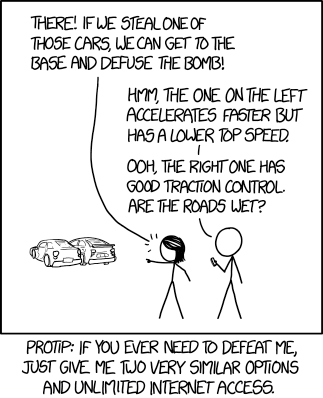 THERE! IF WE STEAL ONE OF
THOSE CARS, WE CAN GET TO THE
BASE AND DEFUSE THE BOMB!
HMM, THE ONE ON THE LEFT
ACCELERATES FASTER BUT
HAS A LOWER TOP SPEED.
OOH, THE RIGHT ONE HAS
GOOD TRACTION CONTROL.
ARE THE ROADS WET?
PROTIP: IF YOU EVER NEED TO DEFEAT ME,
JUST GIVE ME TWO VERY SIMILAR OPTIONS
AND UNLIMITED INTERNET ACCESS.